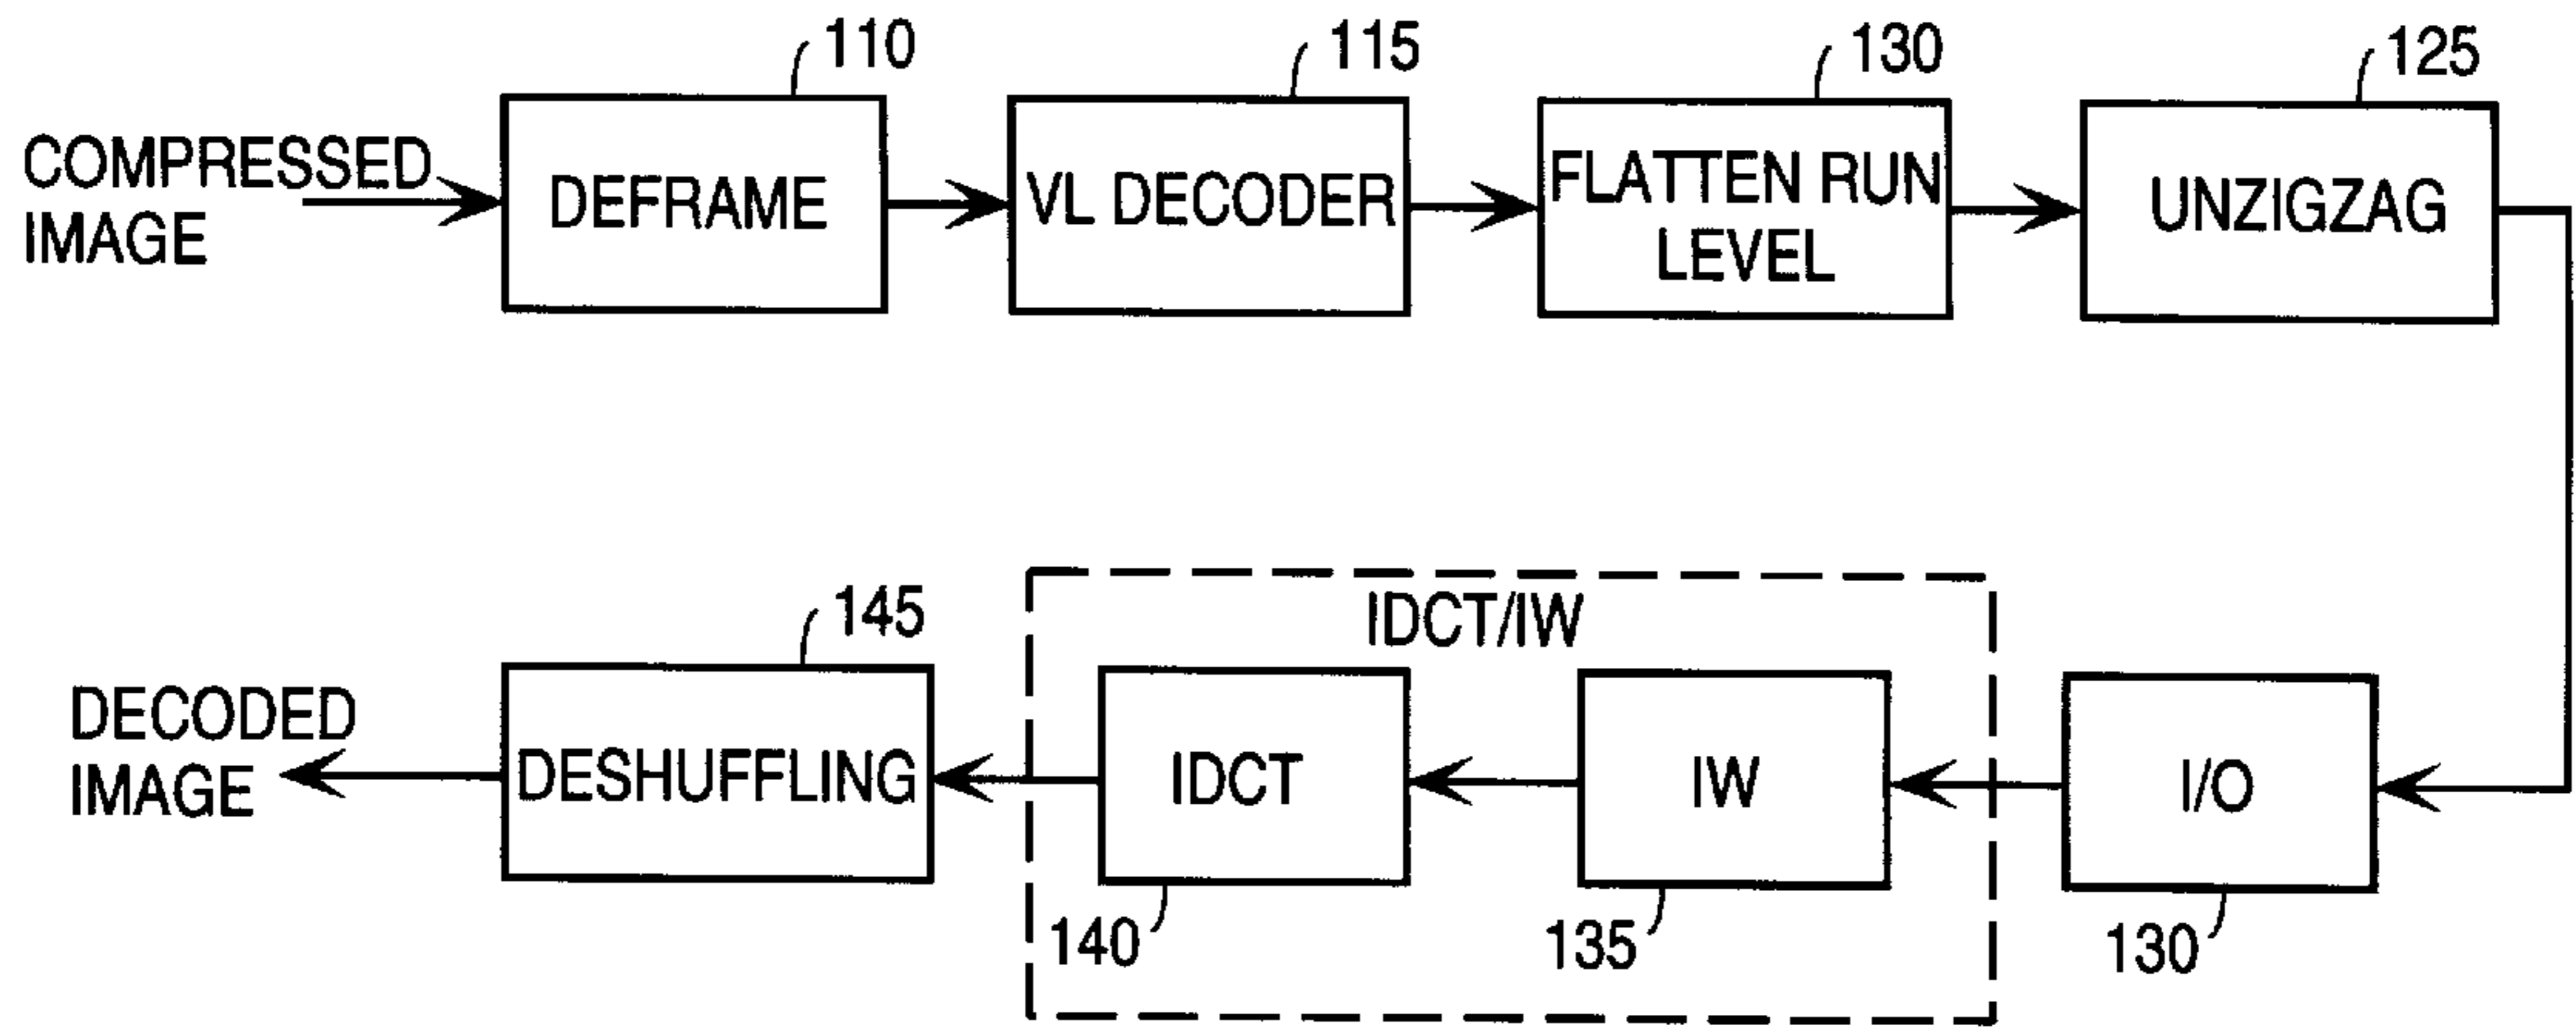 110
115
130
125
COMPRESSED
IMAGE
DEFRAME
VL DECODER
FLATTEN RUN
LEVEL
UNZIGZAG
IDCT/IW
145
DECODED
IMAGE
DESHUFFLING
IDCT
IW
I/O
140
135
130